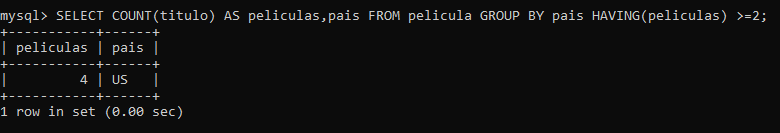 mysql> SELECT COUNT(titulo) AS peliculas,pais FROM pelicula GROUP BY pais HAVING(peliculas) >=2;
+-----------+------+
| peliculas | pais |
+-----------+------+
|         4 | US   |
+-----------+------+
1 row in set (0.00 sec)